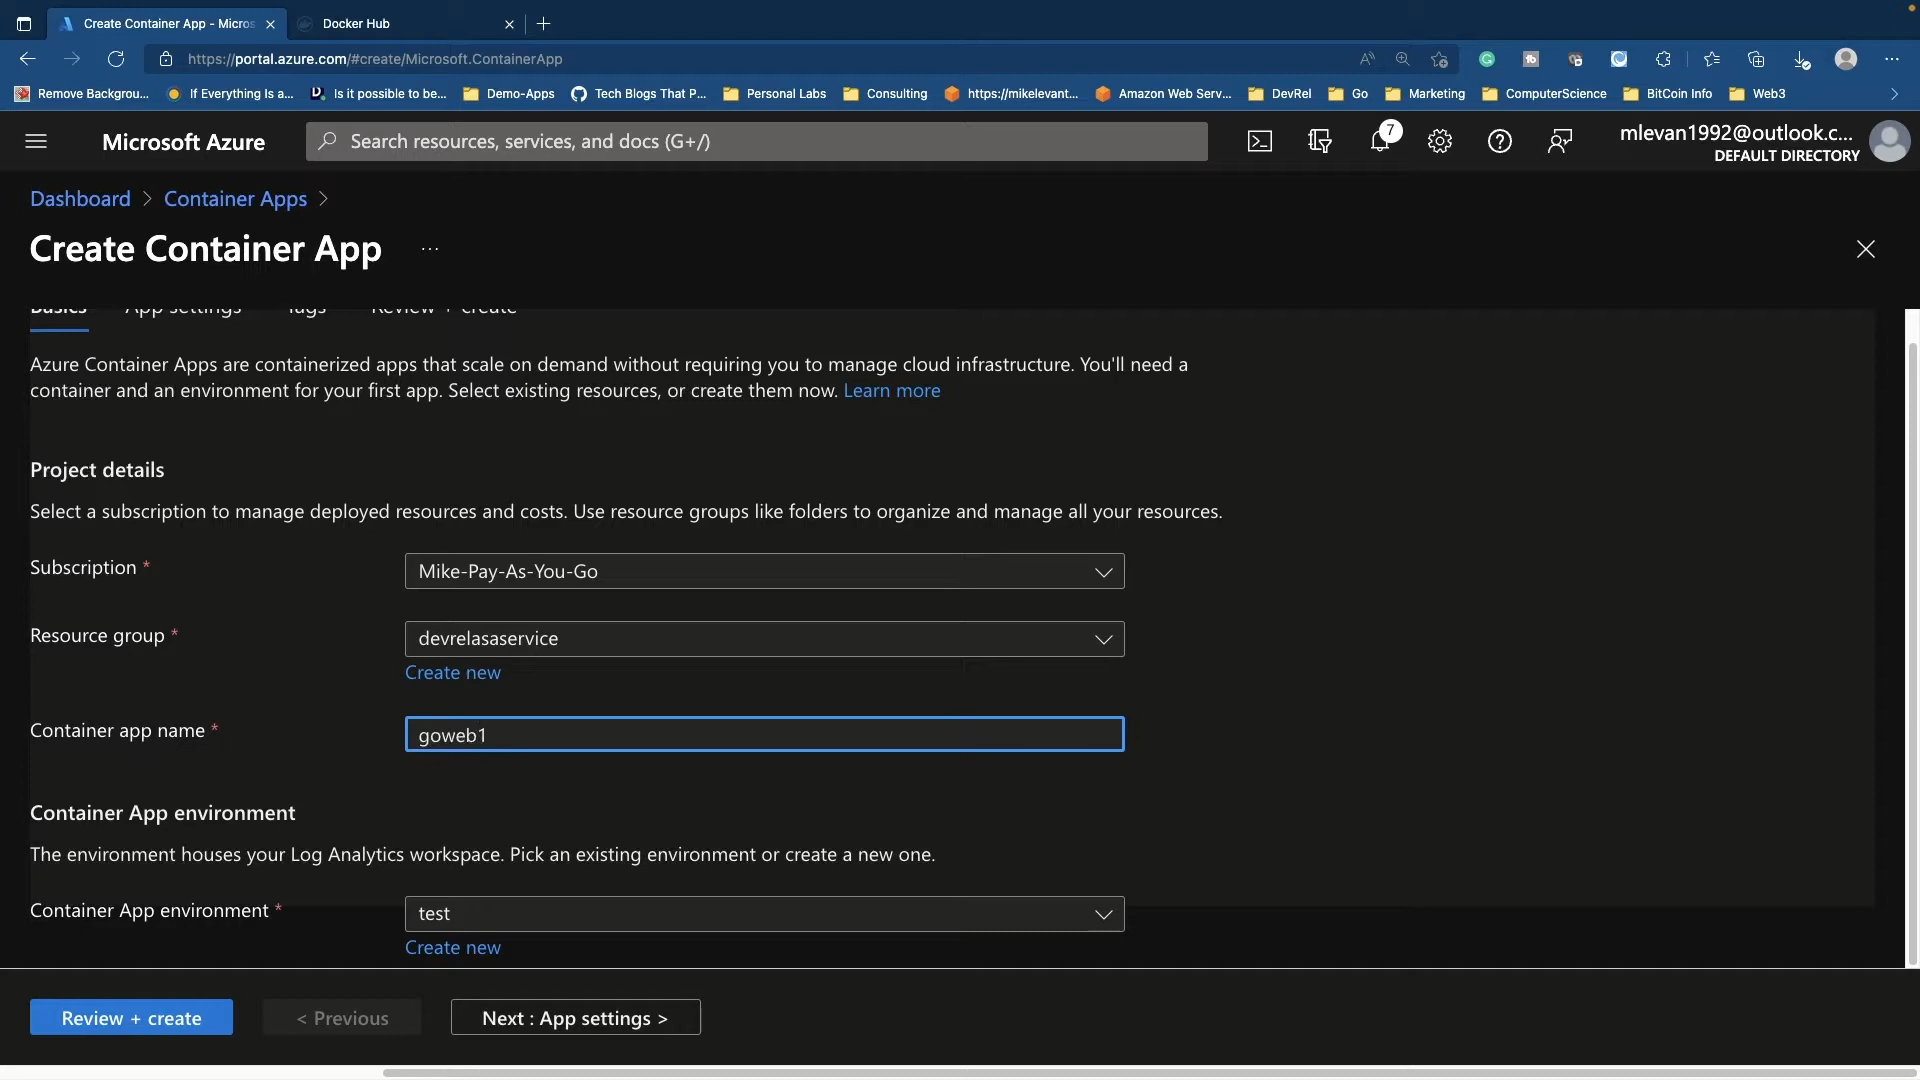 Create Container App - Micros
Docker Hub
https://portal.azure.com/#create/Microsoft.ContainerApp
Remove Backgrou...
If Everything Is a...
Is it possible to be...
Demo-Apps
Tech Blogs That P...
Personal Labs
Consulting
https://mikelevant...
Amazon Web Serv...
DevRel
Go
Marketing
ComputerScience
BitCoin Info
Web3
Microsoft Azure
Search resources, services, and docs (G+/)
7
mlevan1992@outlook.c...
DEFAULT DIRECTORY
Dashboard > Container Apps >
Create Container App ...
Basics App settings Tags Review + create
Azure Container Apps are containerized apps that scale on demand without requiring you to manage cloud infrastructure. You'll need a
container and an environment for your first app. Select existing resources, or create them now. Learn more
Project details
Select a subscription to manage deployed resources and costs. Use resource groups like folders to organize and manage all your resources.
Subscription *
Mike-Pay-As-You-Go
Resource group *
devrelasaservice
Create new
Container app name *
goweb1
Container App environment
The environment houses your Log Analytics workspace. Pick an existing environment or create a new one.
Container App environment *
test
Create new
Review + create
< Previous
Next : App settings >